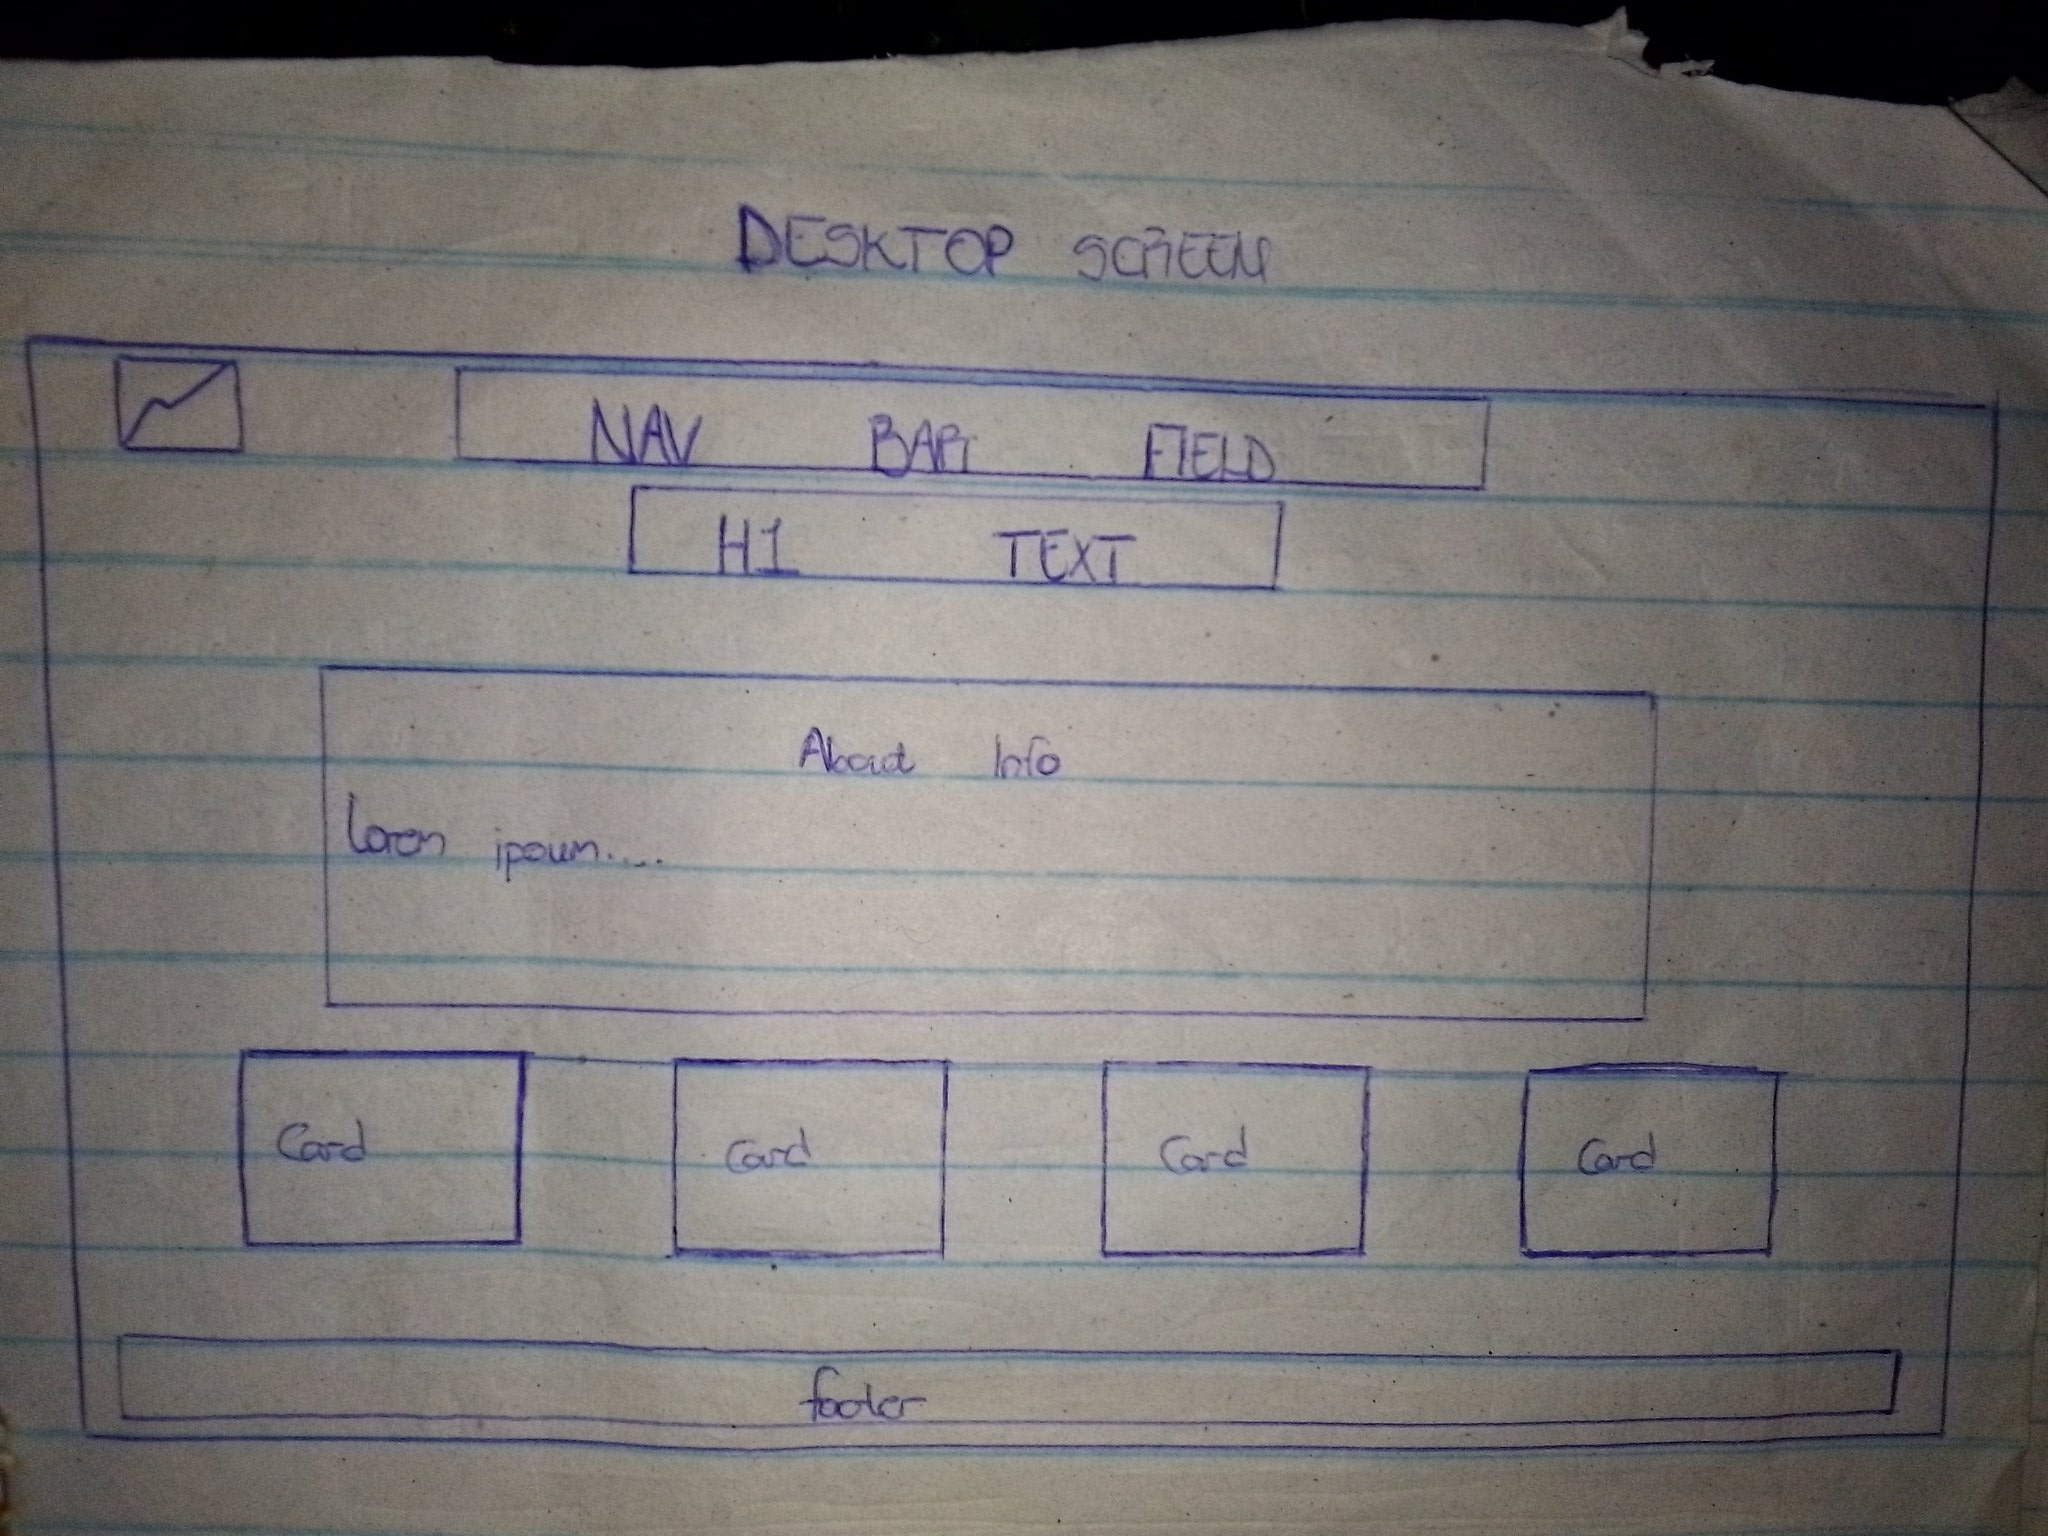 DESKTOP SCREEN
NAV BAR FIELD
H1 TEXT
About Info
Lorem ipsum.....
Card Card Card Card
footer